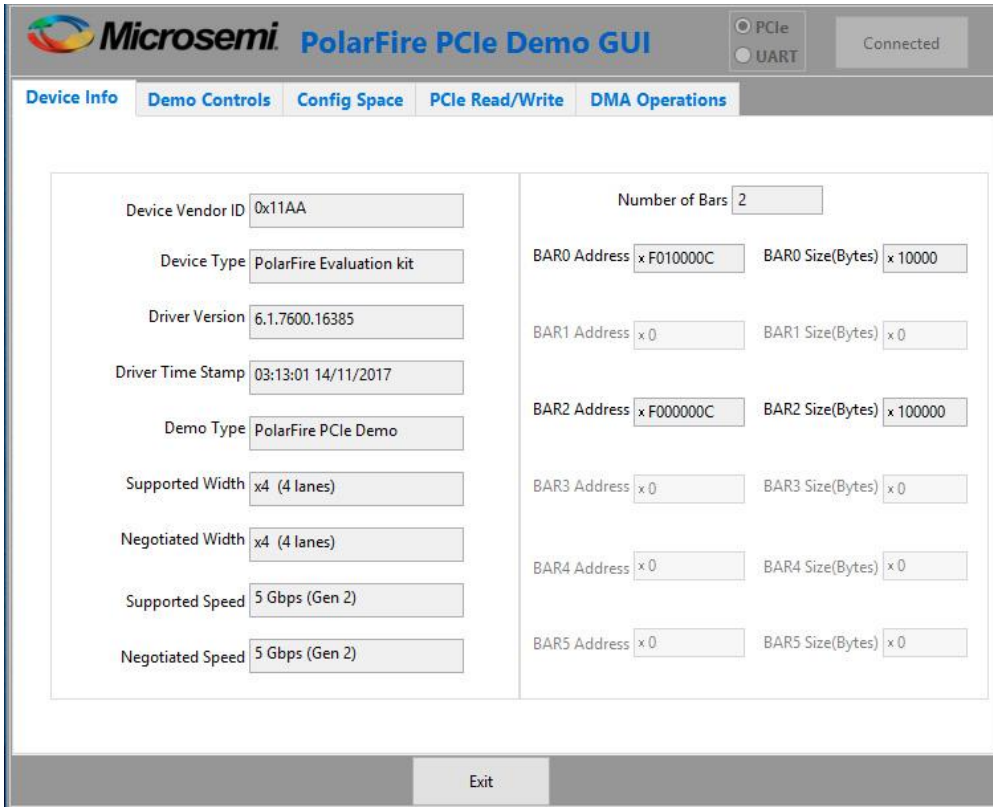 Microsemi. PolarFire PCIe Demo GUI
PCIe
UART
Connected
Device Info Demo Controls Config Space PCIe Read/Write DMA Operations
Device Vendor ID 0x11AA
Device Type PolarFire Evaluation kit
Driver Version 6.1.7600.16385
Driver Time Stamp 03:13:01 14/11/2017
Demo Type PolarFire PCIe Demo
Supported Width x4 (4 lanes)
Negotiated Width x4 (4 lanes)
Supported Speed 5 Gbps (Gen 2)
Negotiated Speed 5 Gbps (Gen 2)
Number of Bars 2
BAR0 Address x F010000C BAR0 Size(Bytes) x 10000
BAR1 Address x 0 BAR1 Size(Bytes) x 0
BAR2 Address x F000000C BAR2 Size(Bytes) x 100000
BAR3 Address x 0 BAR3 Size(Bytes) x 0
BAR4 Address x 0 BAR4 Size(Bytes) x 0
BAR5 Address x 0 BAR5 Size(Bytes) x 0
Exit